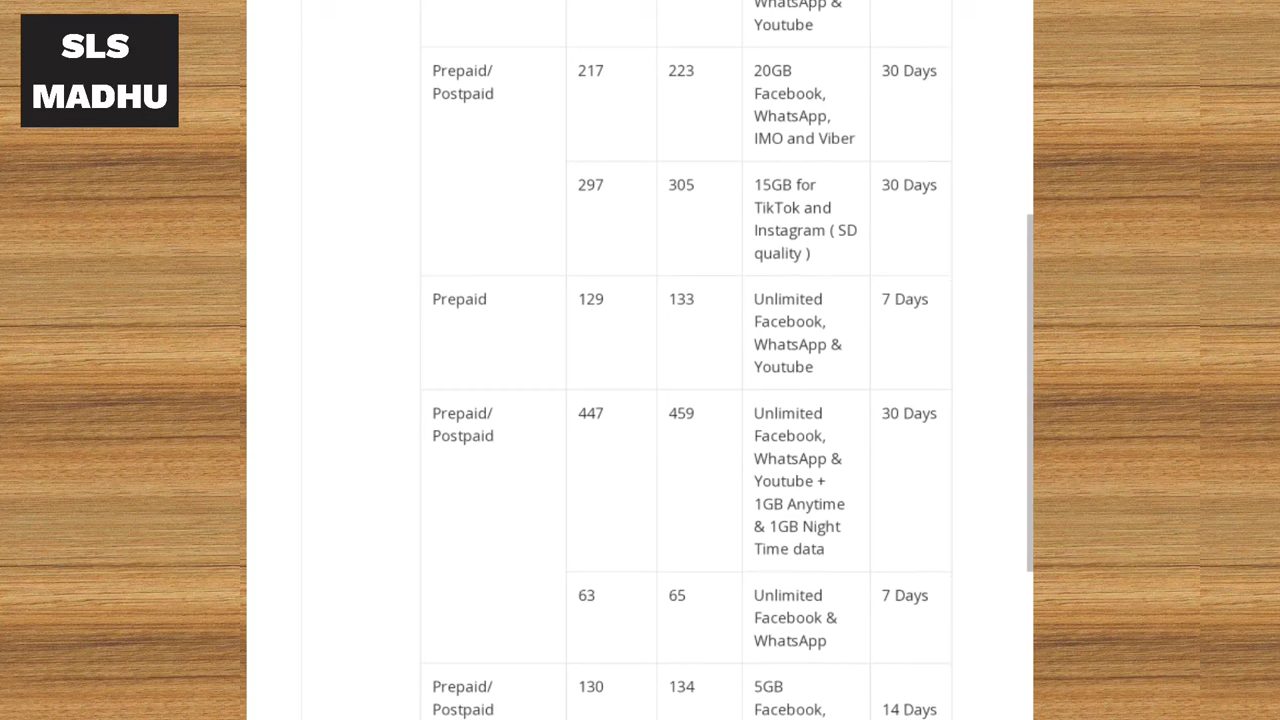 SLS
MADHU
WhatsApp &
Youtube
Prepaid/
Postpaid
217
223
20GB
Facebook,
WhatsApp,
IMO and Viber
30 Days
297
305
15GB for
TikTok and
Instagram ( SD
quality )
30 Days
Prepaid
129
133
Unlimited
Facebook,
WhatsApp &
Youtube
7 Days
Prepaid/
Postpaid
447
459
Unlimited
Facebook,
WhatsApp &
Youtube +
1GB Anytime
& 1GB Night
Time data
30 Days
63
65
Unlimited
Facebook &
WhatsApp
7 Days
Prepaid/
Postpaid
130
134
5GB
Facebook,
14 Days